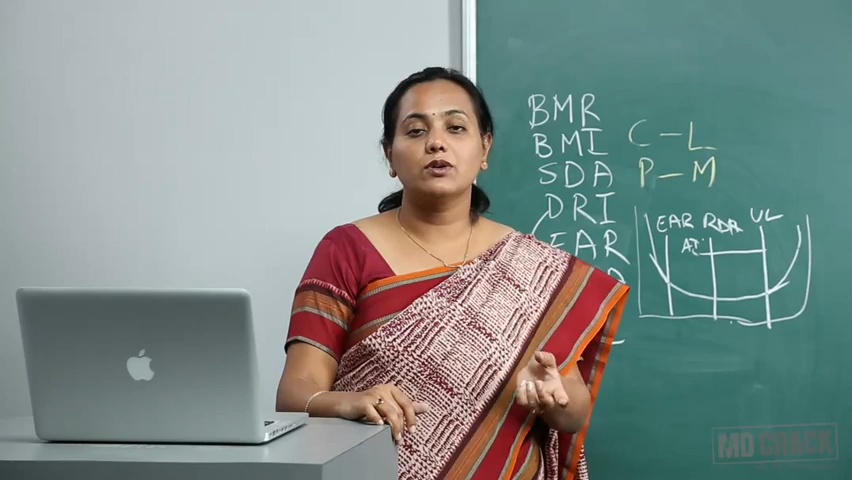 BMR
BMI
SDA
DRI
EAR
C – L
P – M
EAR RDA UL
AI
MD CRACK